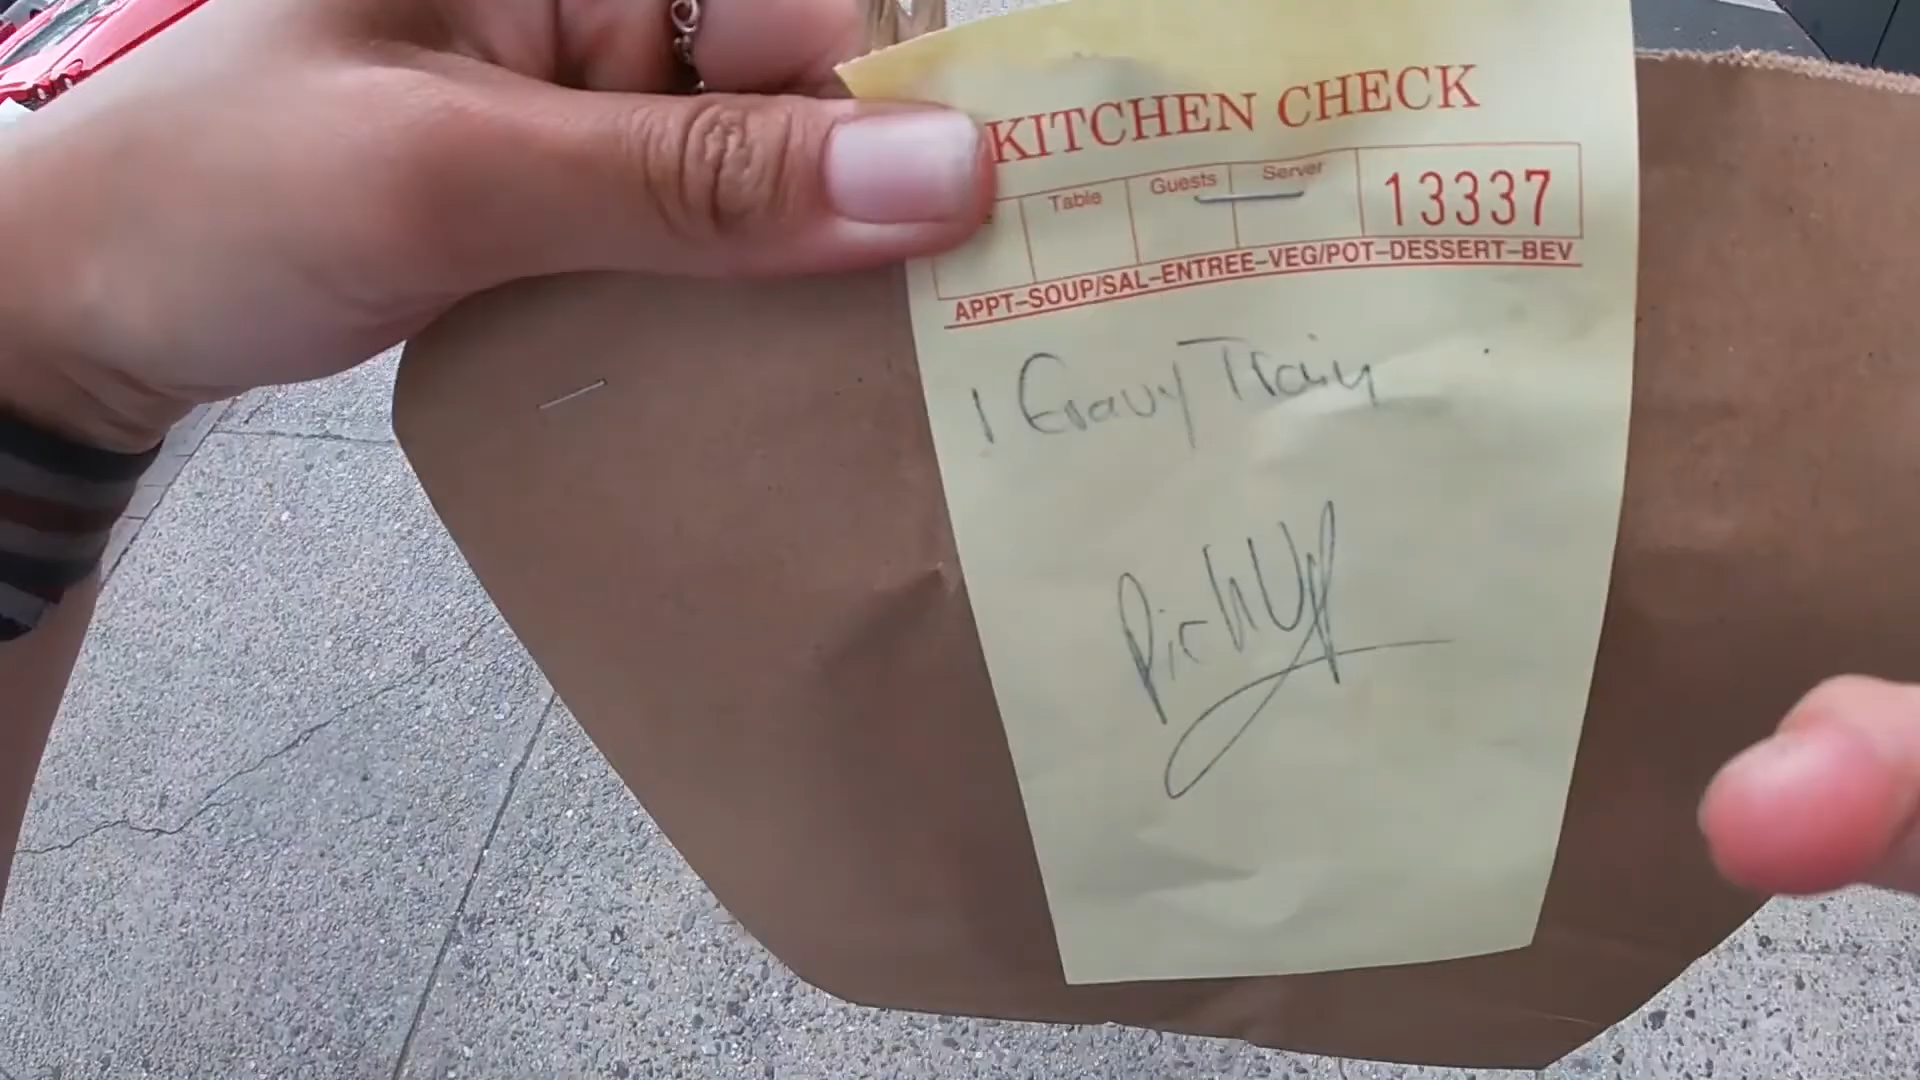 KITCHEN CHECK
Table Guests Server 13337
APPT-SOUP/SAL-ENTREE-VEG/POT-DESSERT-BEV
1 Gravy Train
Pick Up